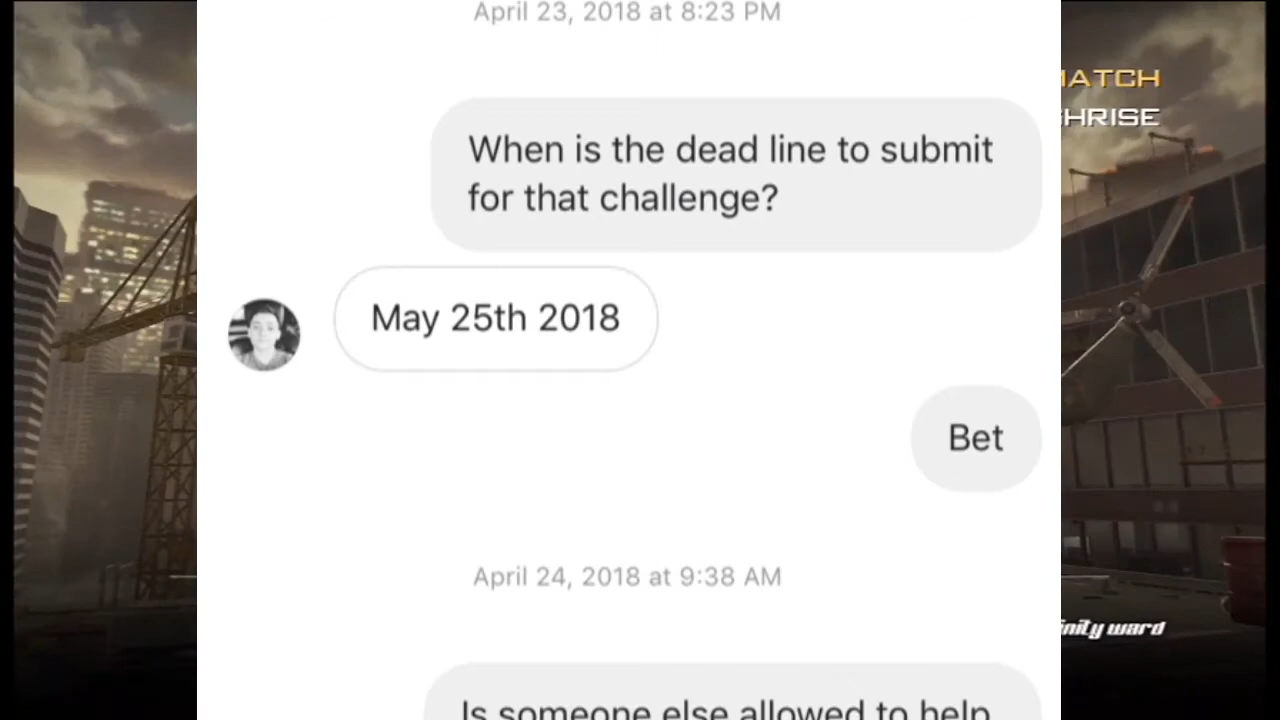 April 23, 2018 at 8:23 PM
MATCH
HRISE
When is the dead line to submit
for that challenge?
May 25th 2018
Bet
April 24, 2018 at 9:38 AM
inity ward
Is someone else allowed to help